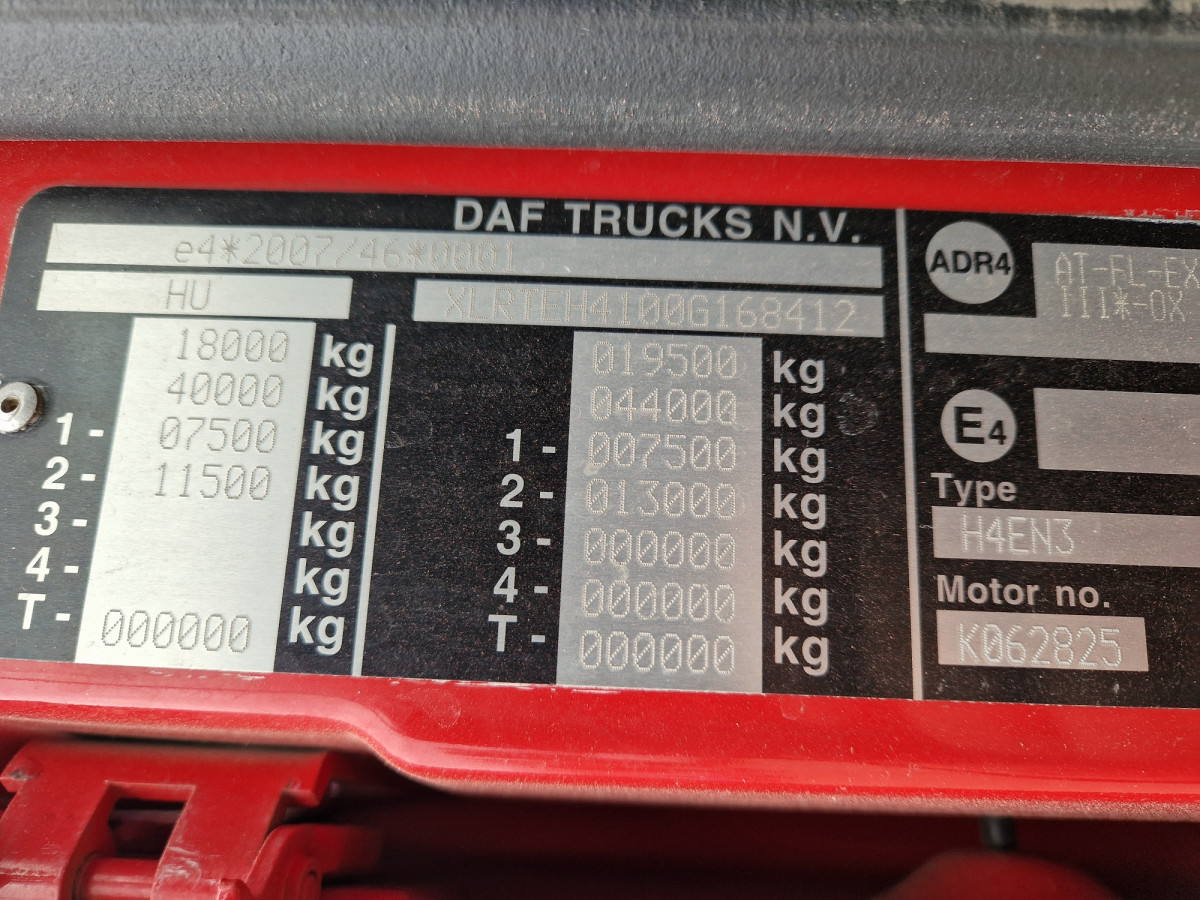 DAF TRUCKS N.V.
e4*2007/46*0001
HU
XLRTEH4100G168412
18000 kg
40000 kg
1 - 07500 kg
2 - 11500 kg
3 - kg
4 - kg
T - 000000 kg
019500 kg
044000 kg
1 - 007500 kg
2 - 013000 kg
3 - 000000 kg
4 - 000000 kg
T - 000000 kg
ADR4
AT-FL-EX
III*-OX
E4
Type
H4EN3
Motor no.
K062825